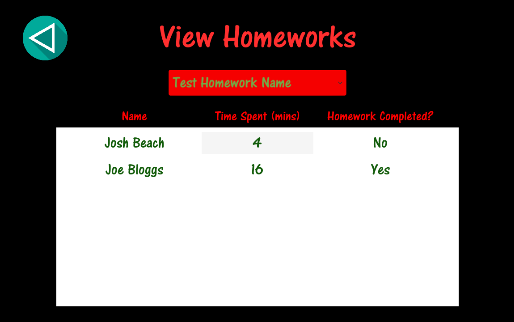 View Homeworks
Test Homework Name
Name Time Spent (mins) Homework Completed?
Josh Beach 4 No
Joe Bloggs 16 Yes